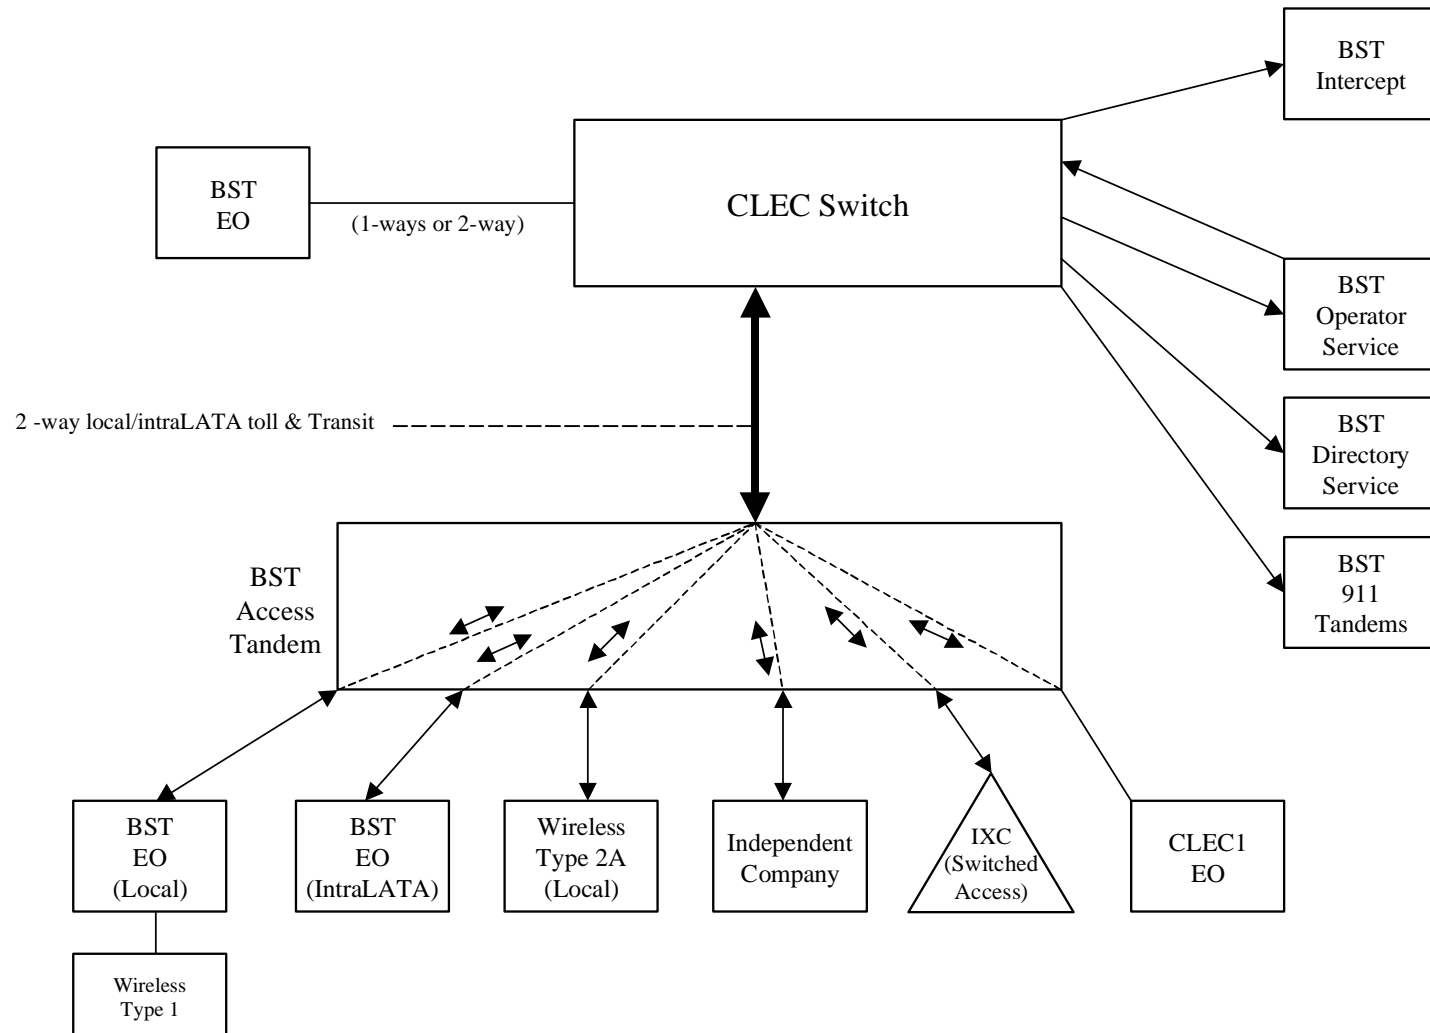 BST
Intercept
BST
EO
(1-ways or 2-way)
CLEC Switch
BST
Operator
Service
2 -way local/intraLATA toll & Transit
BST
Directory
Service
BST
Access
Tandem
BST
911
Tandems
BST
EO
(Local)
BST
EO
(IntraLATA)
Wireless
Type 2A
(Local)
Independent
Company
IXC
(Switched
Access)
CLEC1
EO
Wireless
Type 1